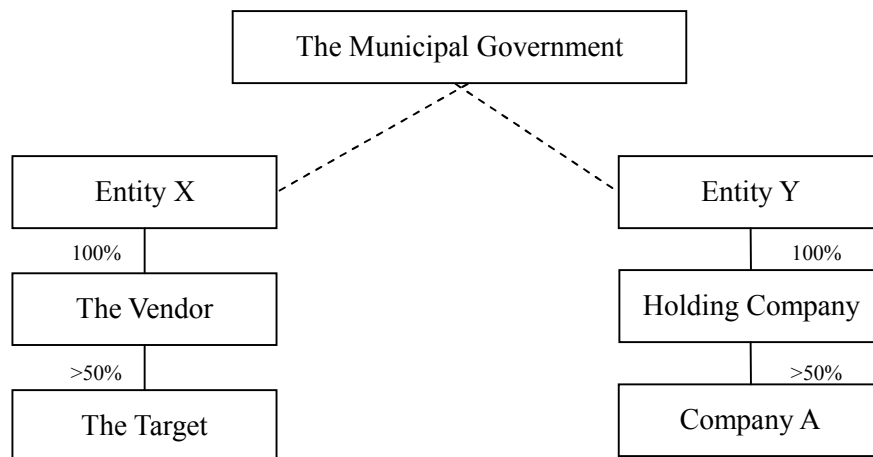 The Municipal Government
Entity X
Entity Y
100%
100%
The Vendor
Holding Company
>50%
>50%
The Target
Company A